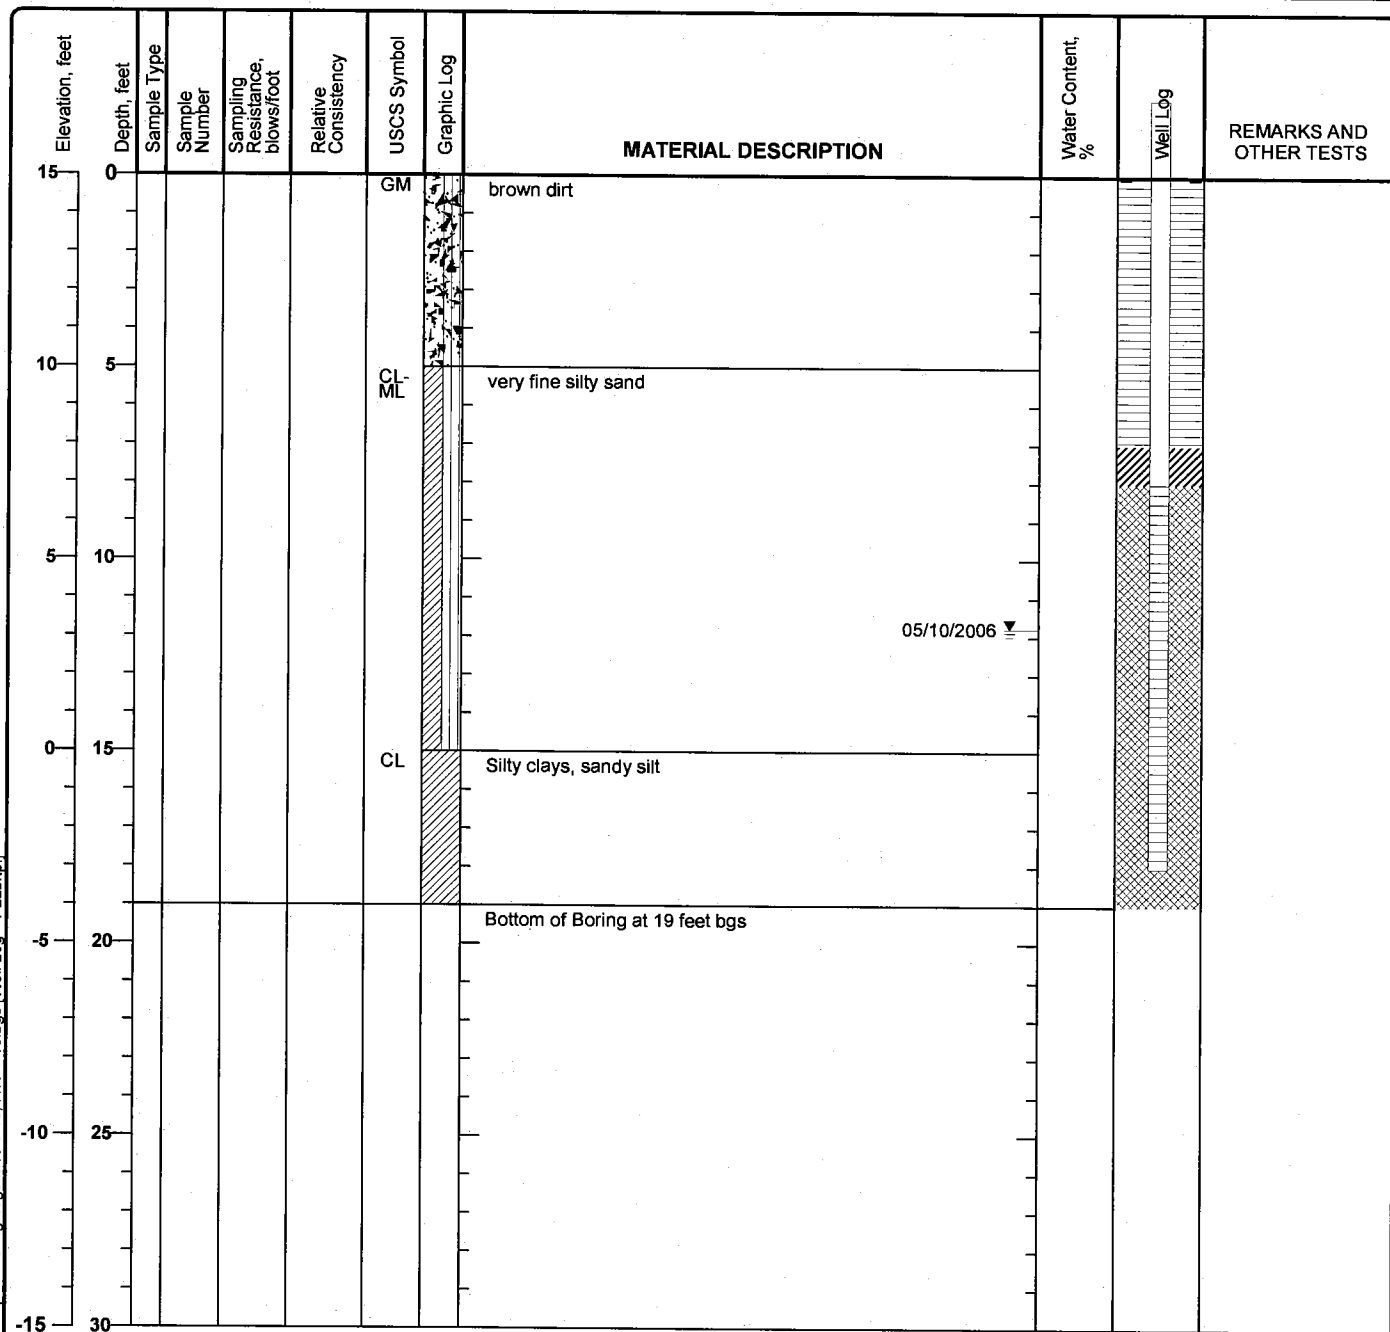 Elevation, feet
Depth, feet
Sample Type
Sample
Number
Sampling
Resistance,
blows/foot
Relative
Consistency
USCS Symbol
Graphic Log
MATERIAL DESCRIPTION
Water Content,
%
Well Log
REMARKS AND
OTHER TESTS
15 0
GM brown dirt
10 5
CL-
ML
very fine silty sand
5 10
05/10/2006
0 15
CL Silty clays, sandy silt
Bottom of Boring at 19 feet bgs
-5 20
-10 25
-15 30